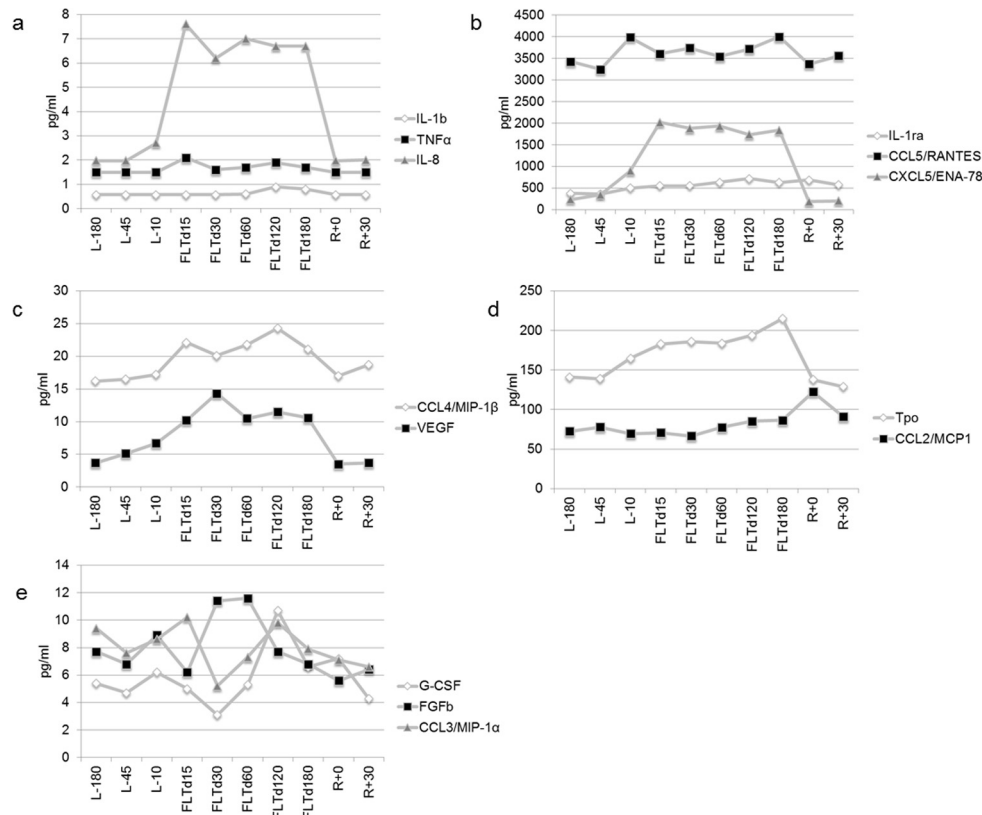 a
8
7
6
5
4
3
2
1
0
pg/ml
L-180
L-45
L-10
FLTd15
FLTd30
FLTd60
FLTd120
FLTd180
R+0
R+30
IL-1b
TNFα
IL-8
b
4500
4000
3500
3000
2500
2000
1500
1000
500
0
pg/ml
L-180
L-45
L-10
FLTd15
FLTd30
FLTd60
FLTd120
FLTd180
R+0
R+30
IL-1ra
CCL5/RANTES
CXCL5/ENA-78
c
30
25
20
15
10
5
0
pg/ml
L-180
L-45
L-10
FLTd15
FLTd30
FLTd60
FLTd120
FLTd180
R+0
R+30
CCL4/MIP-1β
VEGF
d
250
200
150
100
50
0
pg/ml
L-180
L-45
L-10
FLTd15
FLTd30
FLTd60
FLTd120
FLTd180
R+0
R+30
Tpo
CCL2/MCP1
e
14
12
10
8
6
4
2
0
pg/ml
L-180
L-45
L-10
FLTd15
FLTd30
FLTd60
FLTd120
FLTd180
R+0
R+30
G-CSF
FGFb
CCL3/MIP-1α